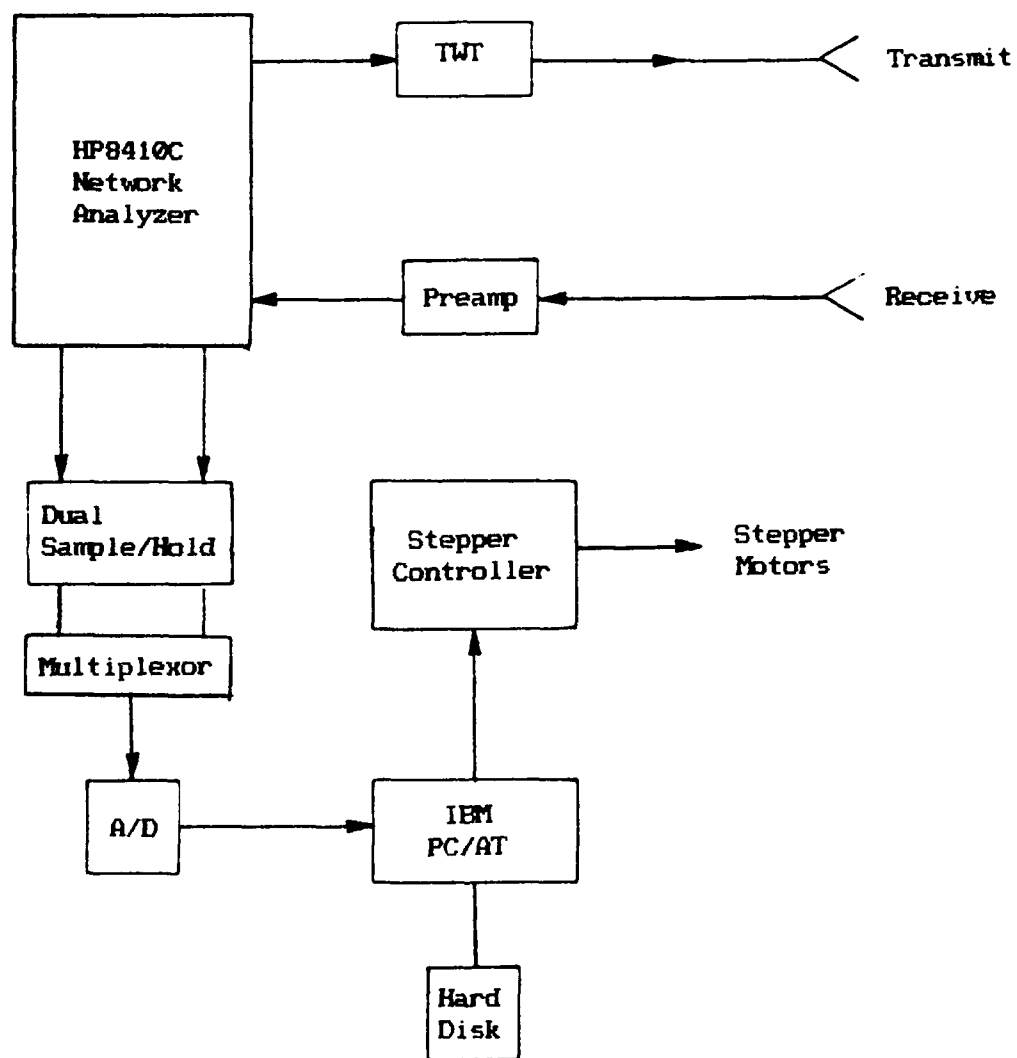 TWT
Transmit
HP8410C
Network
Analyzer
Preamp
Receive
Dual
Sample/Hold
Stepper
Controller
Stepper
Motors
Multiplexor
A/D
IBM
PC/AT
Hard
Disk